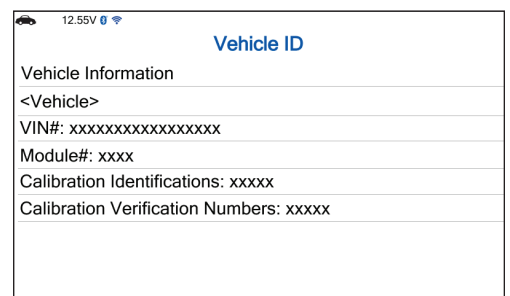 12.55V
Vehicle ID
Vehicle Information
<Vehicle>
VIN#: xxxxxxxxxxxxxxxxx
Module#: xxxx
Calibration Identifications: xxxxx
Calibration Verification Numbers: xxxxx